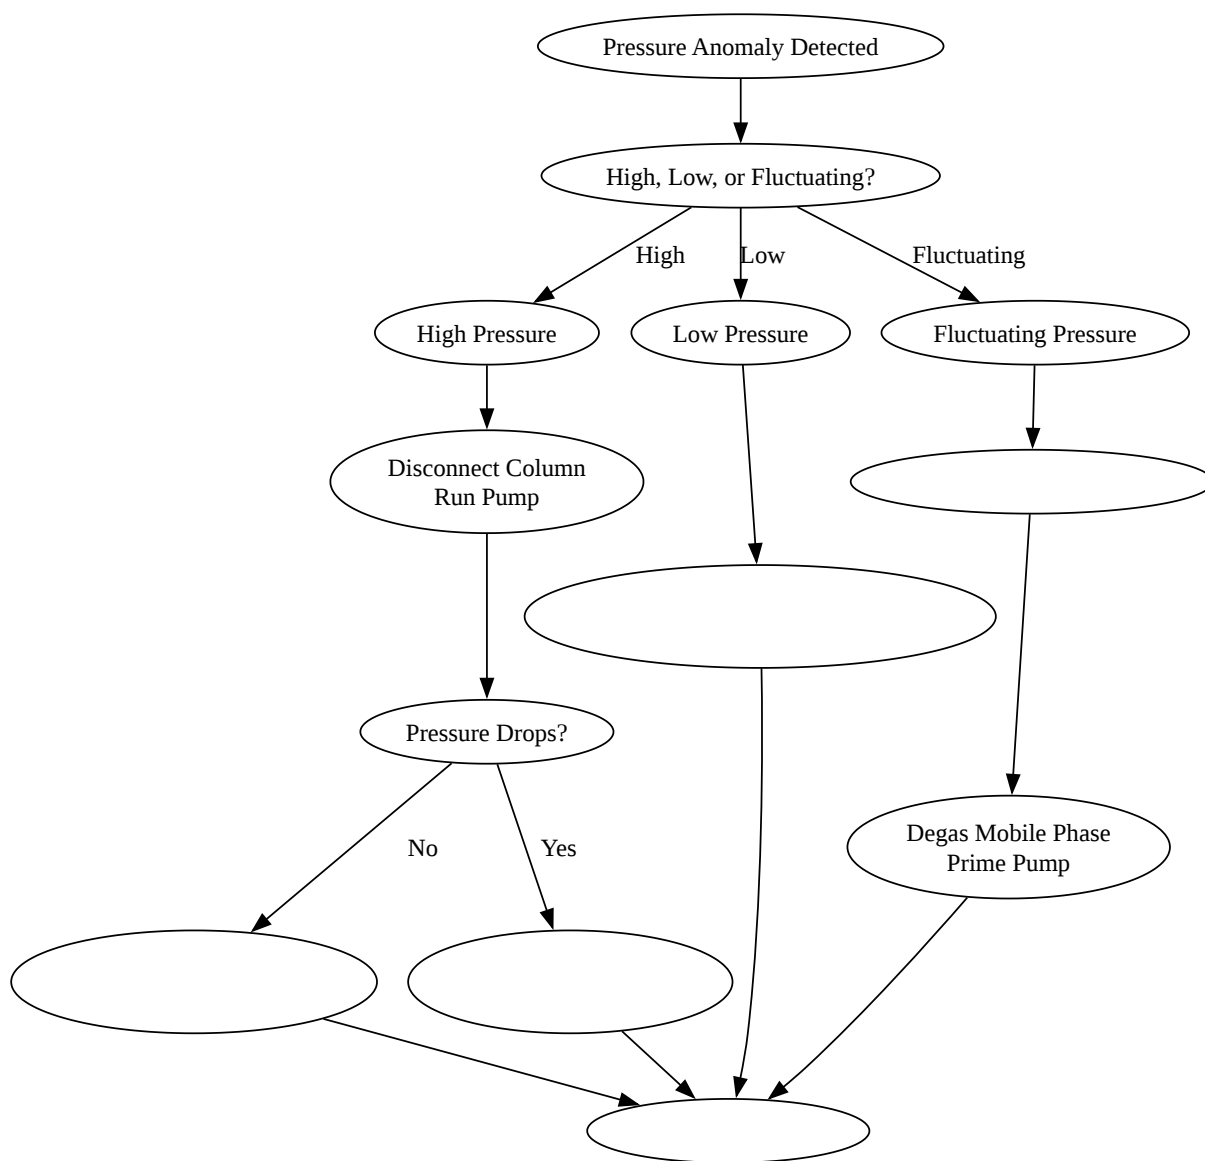 Pressure Anomaly Detected
High, Low, or Fluctuating?
High
Low
Fluctuating
High Pressure
Low Pressure
Fluctuating Pressure
Disconnect Column
Run Pump
Pressure Drops?
No
Yes
Degas Mobile Phase
Prime Pump